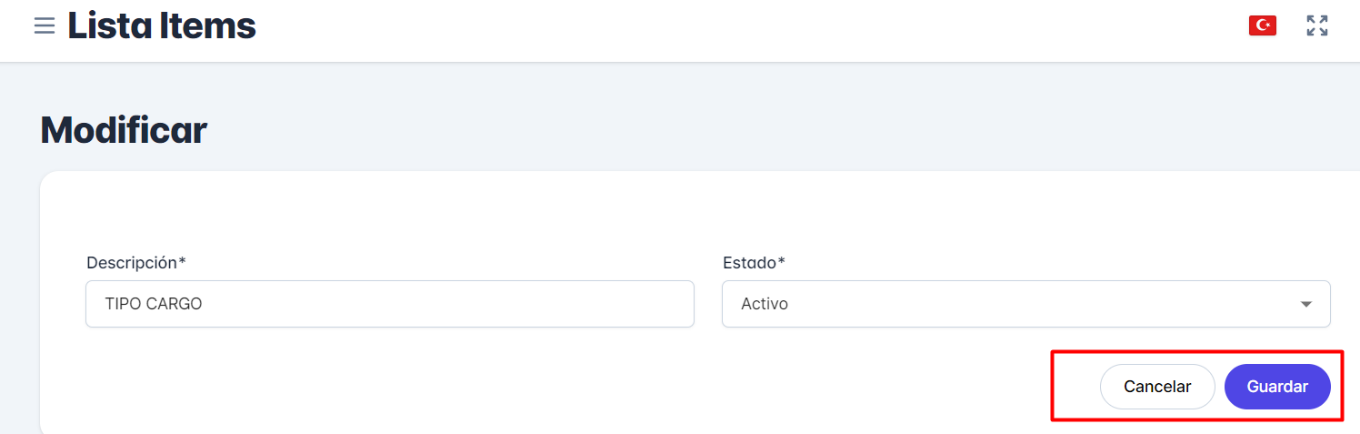 Lista Items
Modificar
Descripción* Estado*
TIPO CARGO Activo
Cancelar Guardar